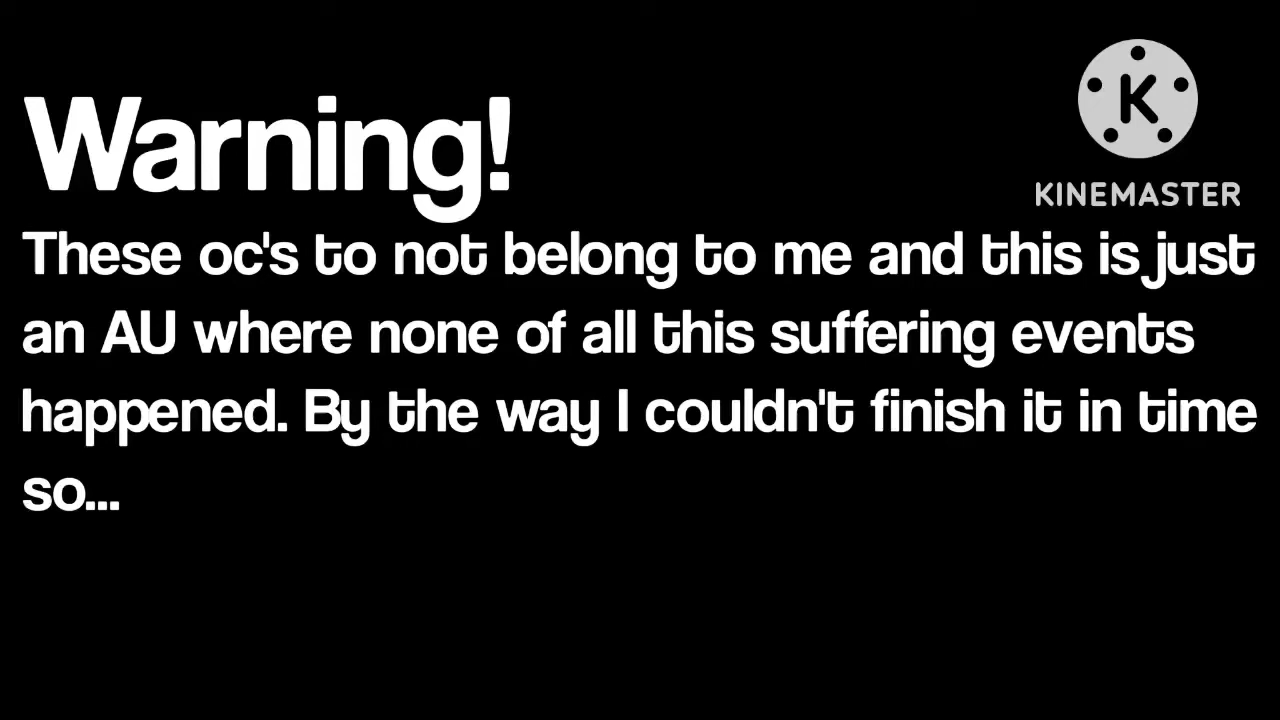 KINEMASTER
Warning!
These oc's to not belong to me and this is just
an AU where none of all this suffering events
happened. By the way I couldn't finish it in time
so...